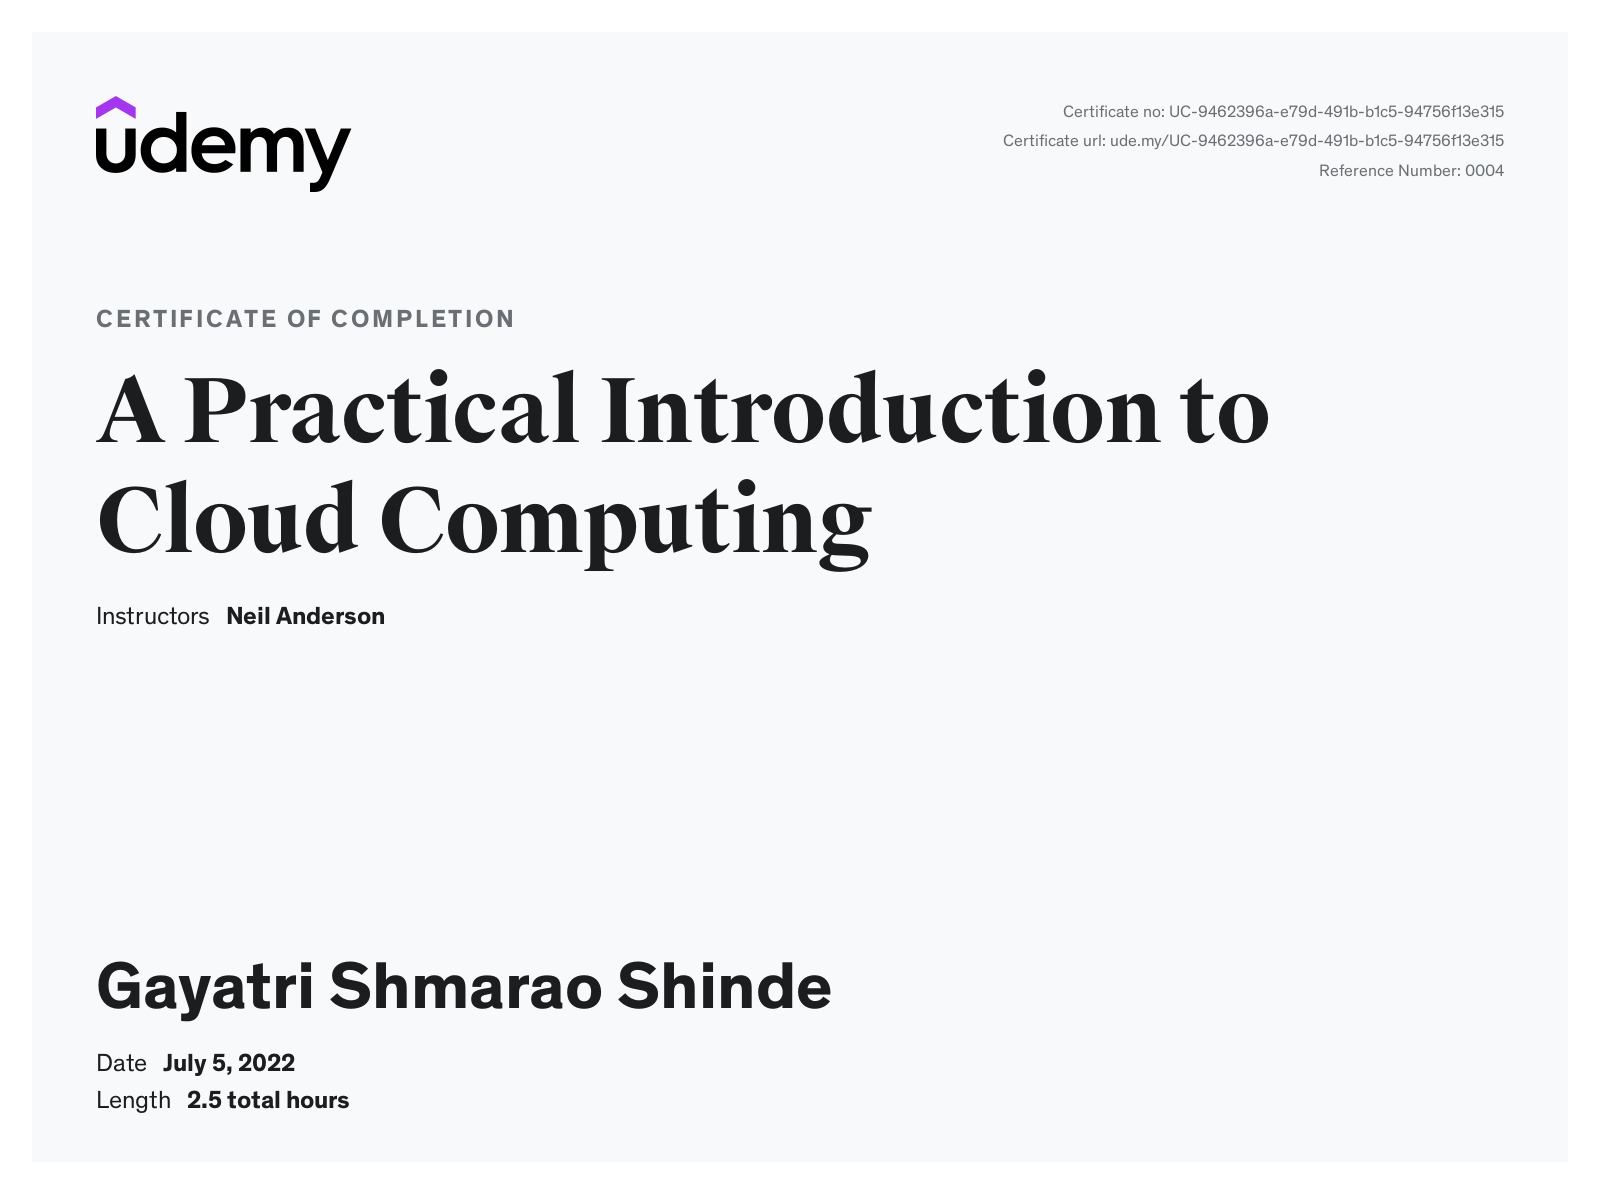 udemy
Certificate no: UC-9462396a-e79d-491b-b1c5-94756f13e315
Certificate url: ude.my/UC-9462396a-e79d-491b-b1c5-94756f13e315
Reference Number: 0004
CERTIFICATE OF COMPLETION
A Practical Introduction to
Cloud Computing
Instructors Neil Anderson
Gayatri Shmarao Shinde
Date July 5, 2022
Length 2.5 total hours